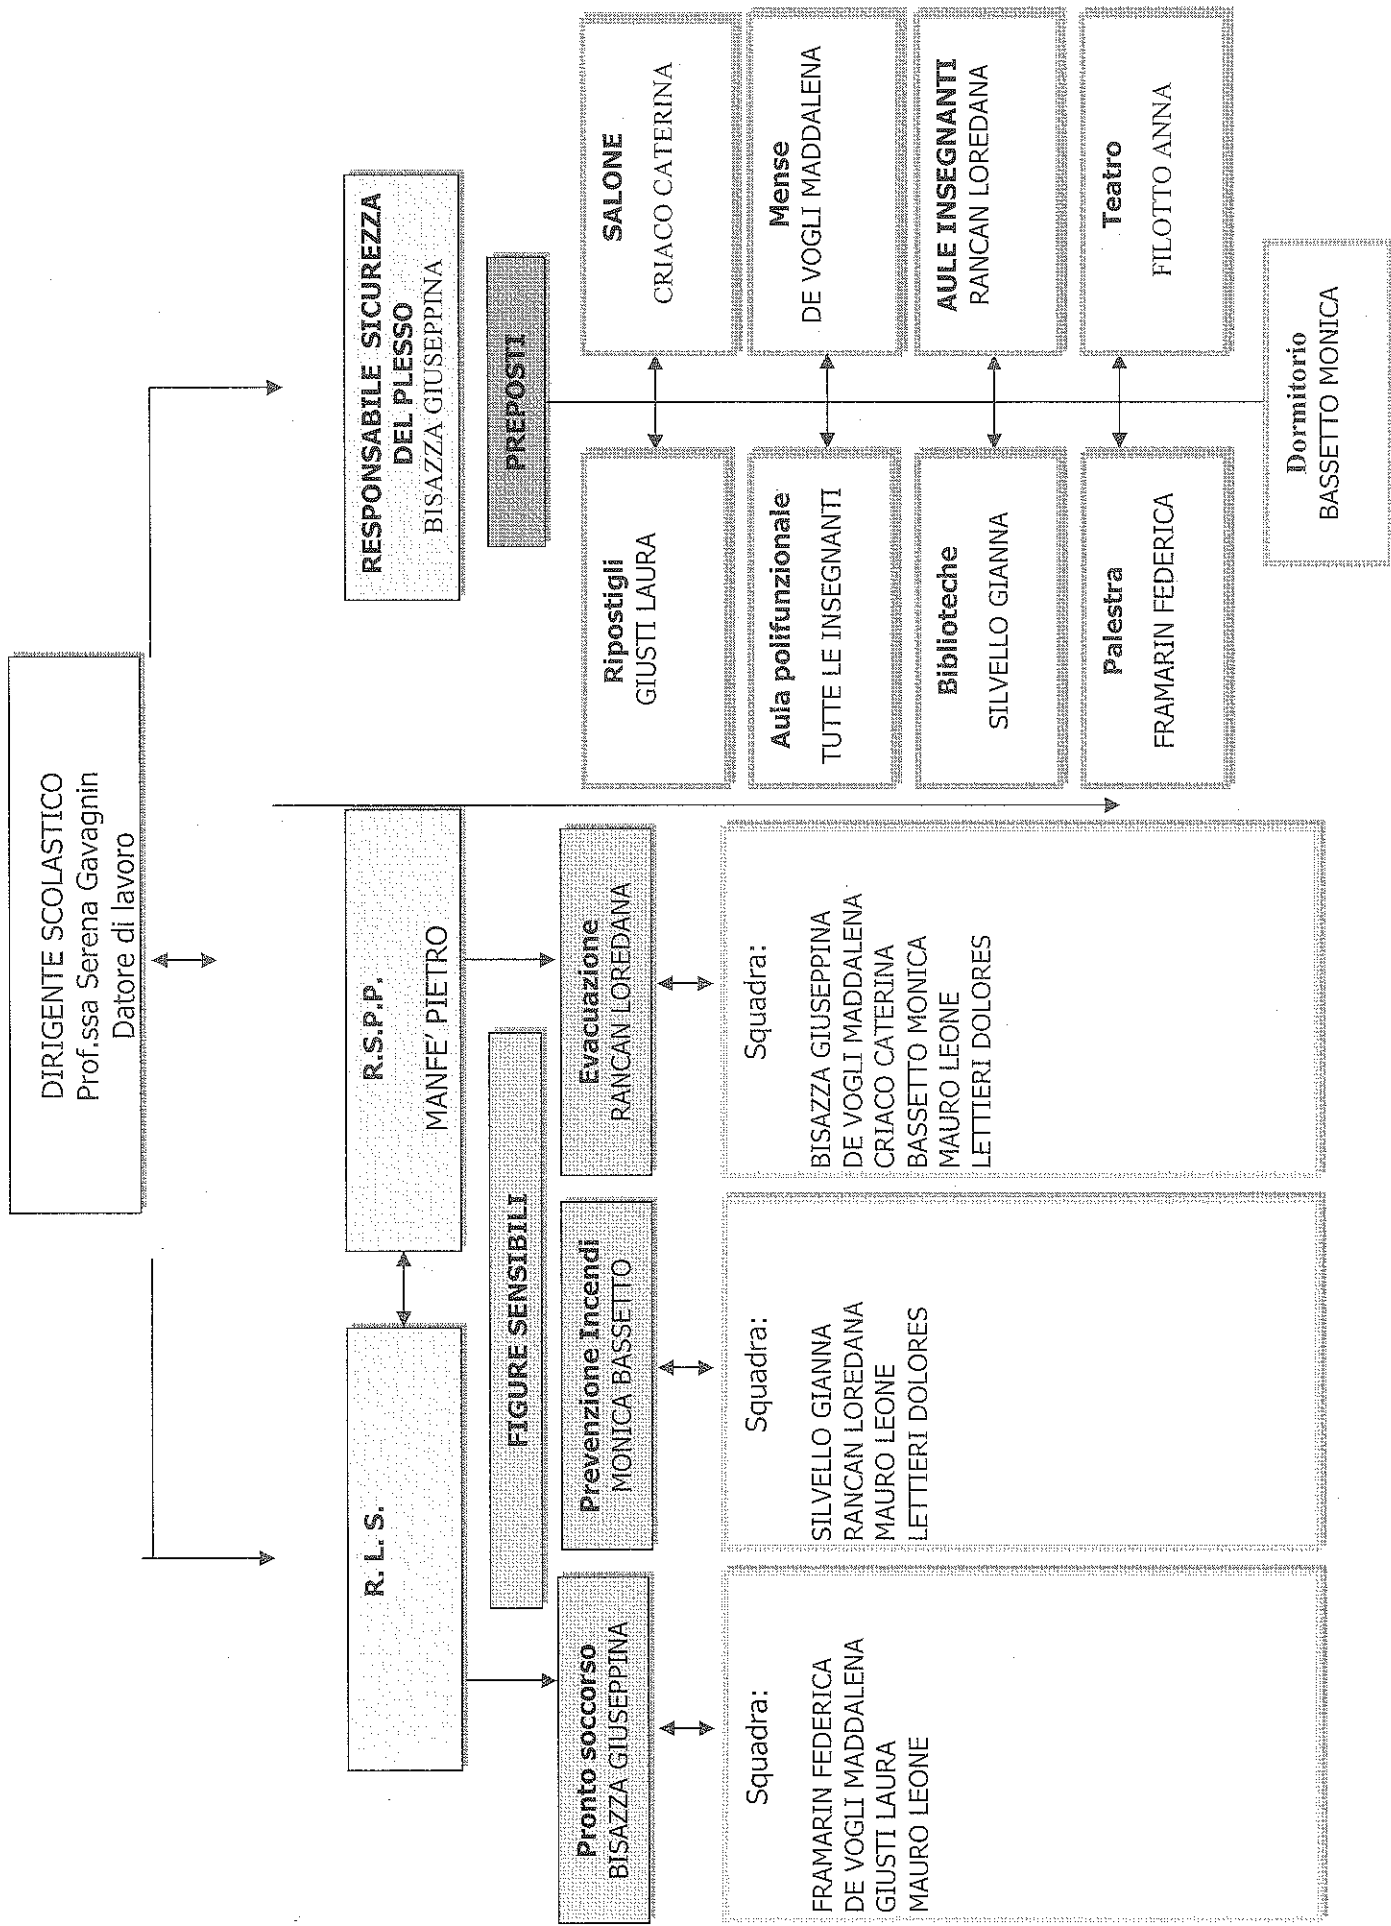 DIRIGENTE SCOLASTICO
Prof.ssa Serena Gavagnin
Datore di lavoro
R. L. S.
R.S.P.P.
MANFE' PIETRO
RESPONSABILE SICUREZZA
DEL PLESSO
BISAZZA GIUSEPPINA
FIGURE SENSIBILI
PREPOSTI
Pronto soccorso
BISAZZA GIUSEPPINA
Prevenzione Incendi
MONICA BASSETTO
Evacuazione
RANCAN LOREDANA
Squadra:
FRAMARIN FEDERICA
DE VOGLI MADDALENA
GIUSTI LAURA
MAURO LEONE
Squadra:
SILVELLO GIANNA
RANCAN LOREDANA
MAURO LEONE
LETTIERI DOLORES
Squadra:
BISAZZA GIUSEPPINA
DE VOGLI MADDALENA
CRIACO CATERINA
BASSETTO MONICA
MAURO LEONE
LETTIERI DOLORES
Ripostigli
GIUSTI LAURA
SALONE
CRIACO CATERINA
Aula polifunzionale
TUTTE LE INSEGNANTI
Mense
DE VOGLI MADDALENA
Biblioteche
SILVELLO GIANNA
AULE INSEGNANTI
RANCAN LOREDANA
Palestra
FRAMARIN FEDERICA
Teatro
FILOTTO ANNA
Dormitorio
BASSETTO MONICA